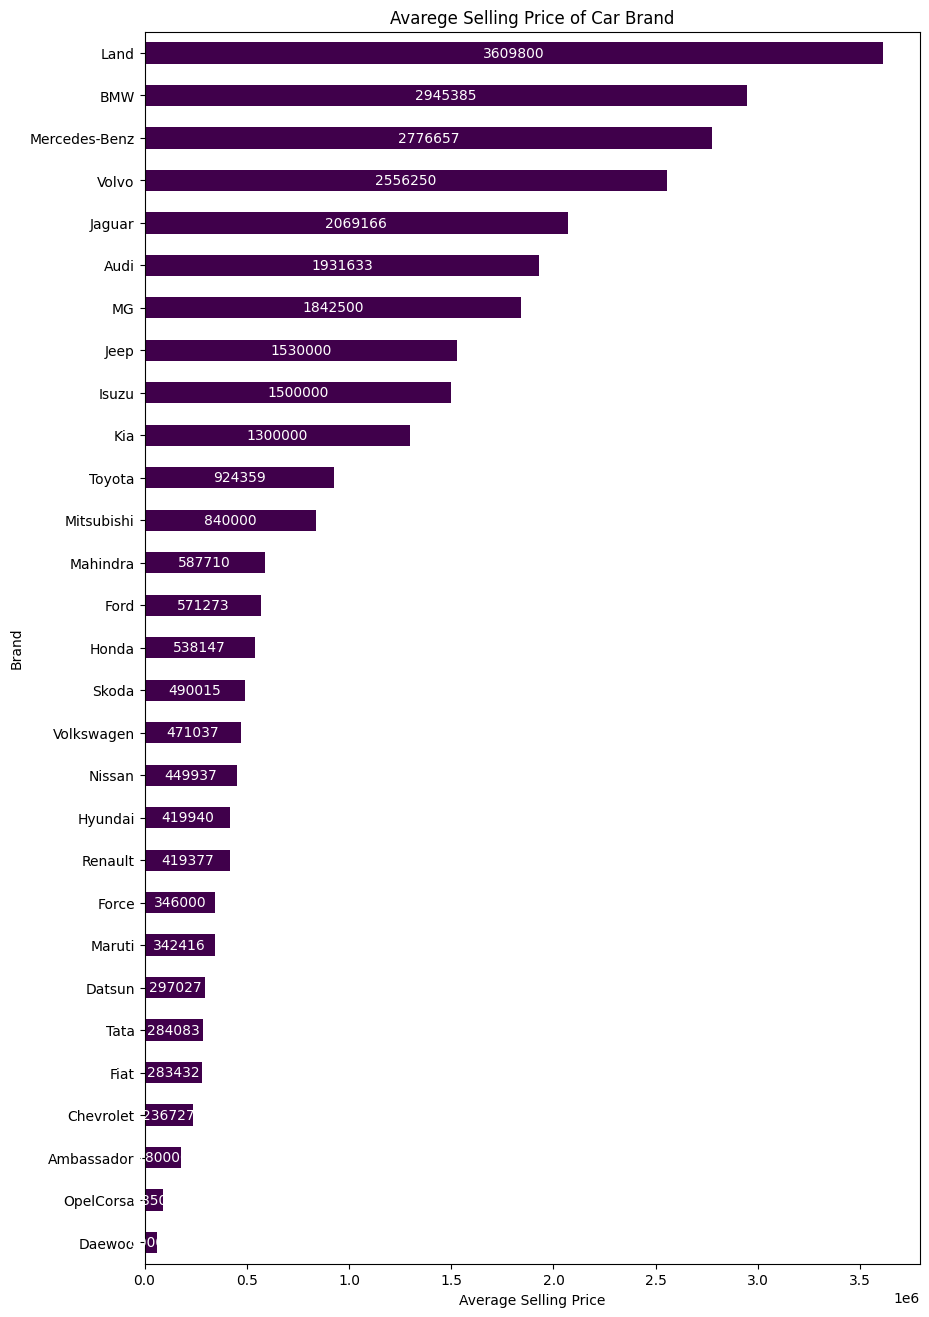 Avarege Selling Price of Car Brand
Land 3609800
BMW 2945385
Mercedes-Benz 2776657
Volvo 2556250
Jaguar 2069166
Audi 1931633
MG 1842500
Jeep 1530000
Isuzu 1500000
Kia 1300000
Toyota 924359
Mitsubishi 840000
Mahindra 587710
Ford 571273
Honda 538147
Skoda 490015
Volkswagen 471037
Nissan 449937
Hyundai 419940
Renault 419377
Force 346000
Maruti 342416
Datsun 297027
Tata 284083
Fiat 283432
Chevrolet 236727
Ambassador
OpelCorsa
Daewoo
Brand
0.0 0.5 1.0 1.5 2.0 2.5 3.0 3.5
1e6
Average Selling Price